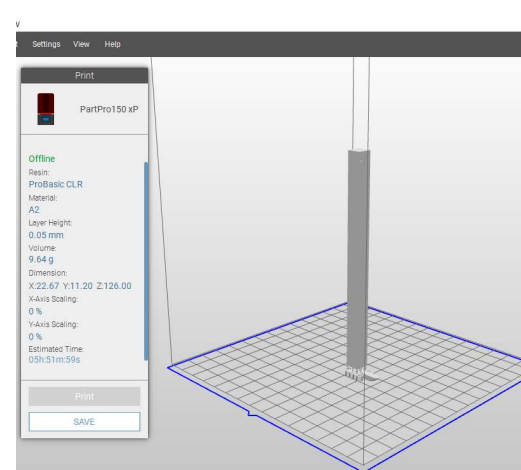 Settings View Help
Print
PartPro150 xP
Offline
Resin:
ProBasic CLR
Material:
A2
Layer Height:
0.05 mm
Volume:
9.64 g
Dimension:
X:22.67 Y:11.20 Z:126.00
X-Axis Scaling:
0 %
Y-Axis Scaling:
0 %
Estimated Time:
05h:51m:59s
Print
SAVE